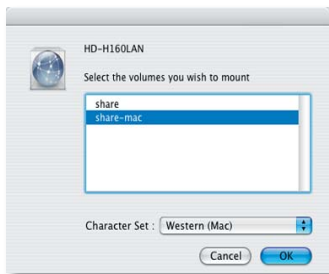 HD-H160LAN
Select the volumes you wish to mount
share
share-mac
Character Set : Western (Mac)
Cancel OK